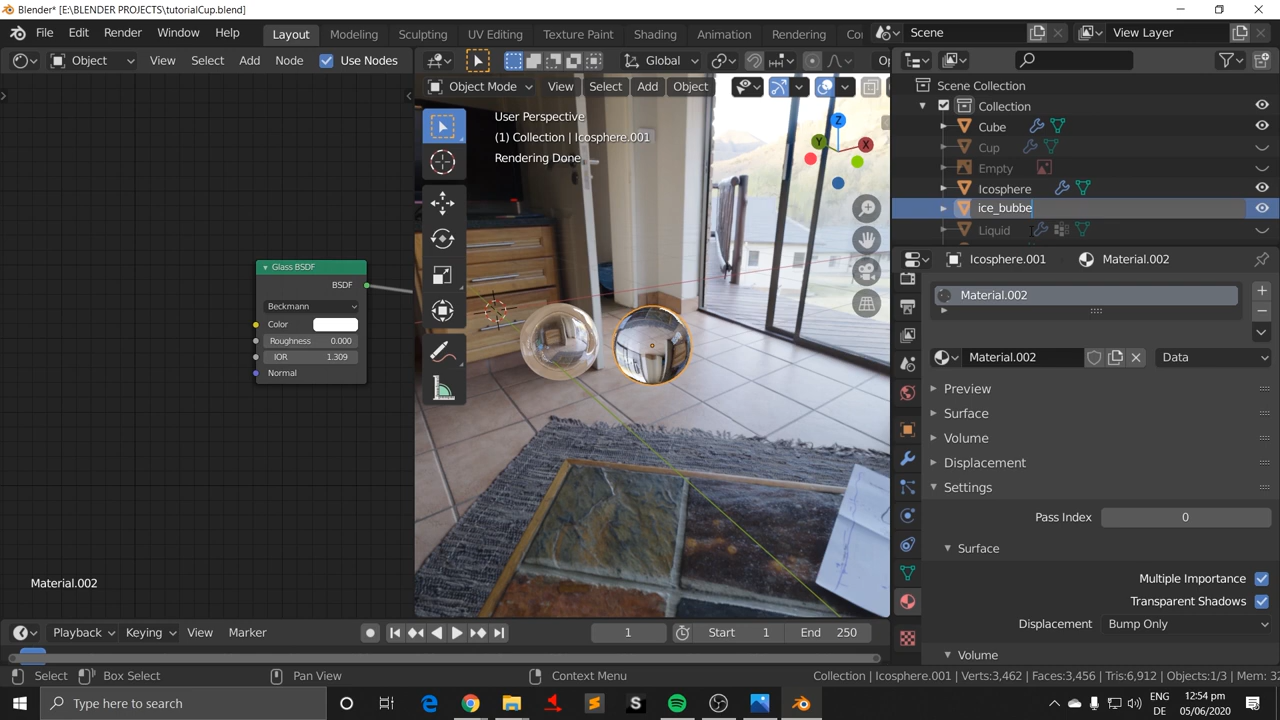 Blender* [E:\BLENDER PROJECTS\tutorialCup.blend]
File Edit Render Window Help
Layout Modeling Sculpting UV Editing Texture Paint Shading Animation Rendering Co
Scene
View Layer
Object View Select Add Node Use Nodes
Global
Op
Object Mode View Select Add Object
User Perspective
(1) Collection | Icosphere.001
Rendering Done
Z
Y
X
Scene Collection
Collection
Cube
Cup
Empty
Icosphere
ice_bubbe
Liquid
Glass BSDF
BSDF
Beckmann
Color
Roughness 0.000
IOR 1.309
Normal
Material.002
Icosphere.001 Material.002
Material.002
Material.002 Data
Preview
Surface
Volume
Displacement
Settings
Pass Index 0
Surface
Multiple Importance
Transparent Shadows
Displacement Bump Only
Volume
Playback Keying View Marker
1 Start 1 End 250
Select Box Select Pan View Context Menu
Collection | Icosphere.001 | Verts:3,462 | Faces:3,456 | Tris:6,912 | Objects:1/3 | Mem: 32
Type here to search
ENG 12:54 pm
DE 05/06/2020